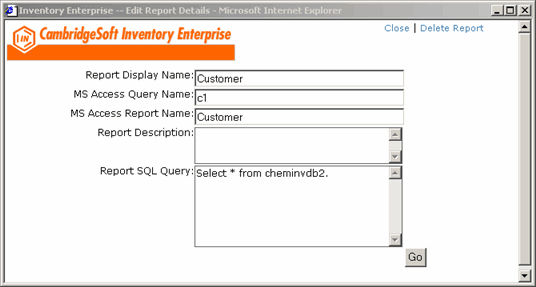 Inventory Enterprise -- Edit Report Details - Microsoft Internet Explorer
CambridgeSoft Inventory Enterprise
Close | Delete Report
Report Display Name: Customer
MS Access Query Name: c1
MS Access Report Name: Customer
Report Description:
Report SQL Query: Select * from cheminvdb2.
Go